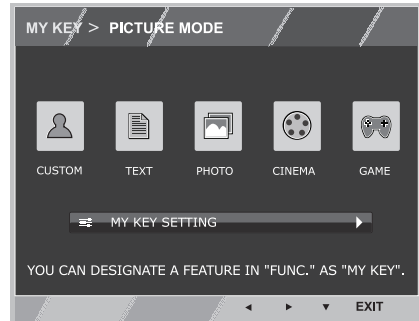 MY KEY > PICTURE MODE
CUSTOM TEXT PHOTO CINEMA GAME
MY KEY SETTING
YOU CAN DESIGNATE A FEATURE IN "FUNC." AS "MY KEY".
EXIT